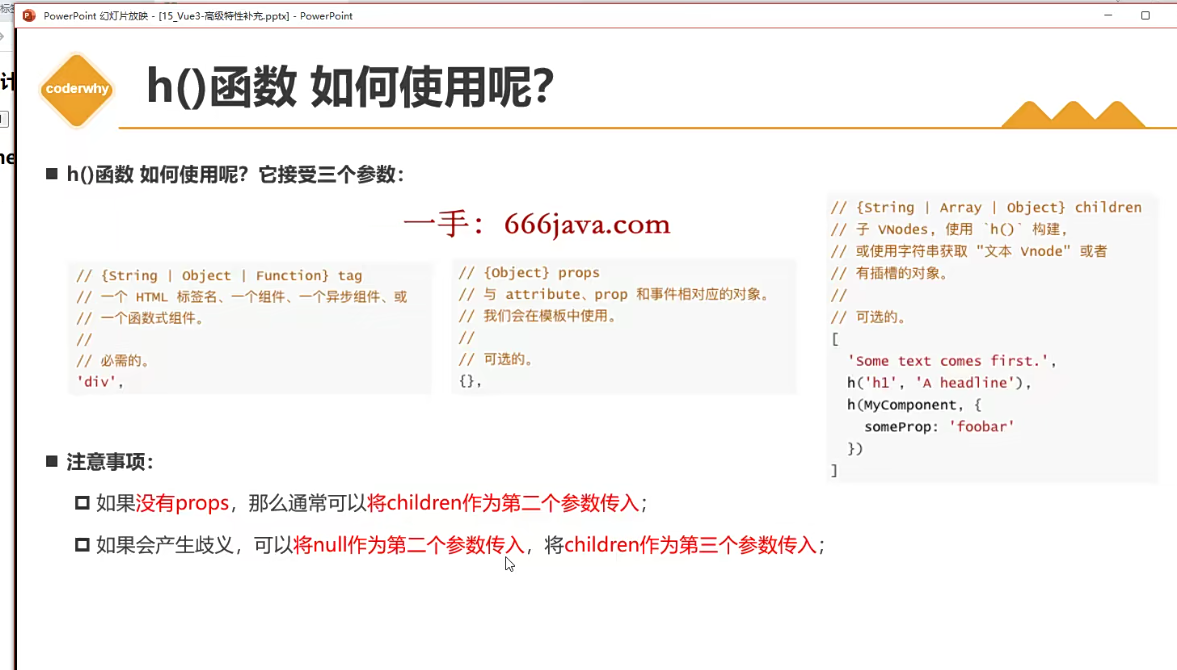 PowerPoint 幻灯片放映 - [15_Vue3-高级特性补充.pptx] - PowerPoint
coderwhy
h()函数 如何使用呢?
h()函数 如何使用呢？它接受三个参数：
一手：666java.com
// {String | Object | Function} tag
// 一个 HTML 标签名、一个组件、一个异步组件、或
// 一个函数式组件。
//
// 必需的。
'div',
// {Object} props
// 与 attribute、prop 和事件相对应的对象。
// 我们会在模板中使用。
//
// 可选的。
{},
// {String | Array | Object} children
// 子 VNodes, 使用 `h()` 构建,
// 或使用字符串获取 "文本 Vnode" 或者
// 有插槽的对象。
//
// 可选的。
[
'Some text comes first.',
h('h1', 'A headline'),
h(MyComponent, {
someProp: 'foobar'
})
]
注意事项：
如果没有props，那么通常可以将children作为第二个参数传入；
如果会产生歧义，可以将null作为第二个参数传入，将children作为第三个参数传入；